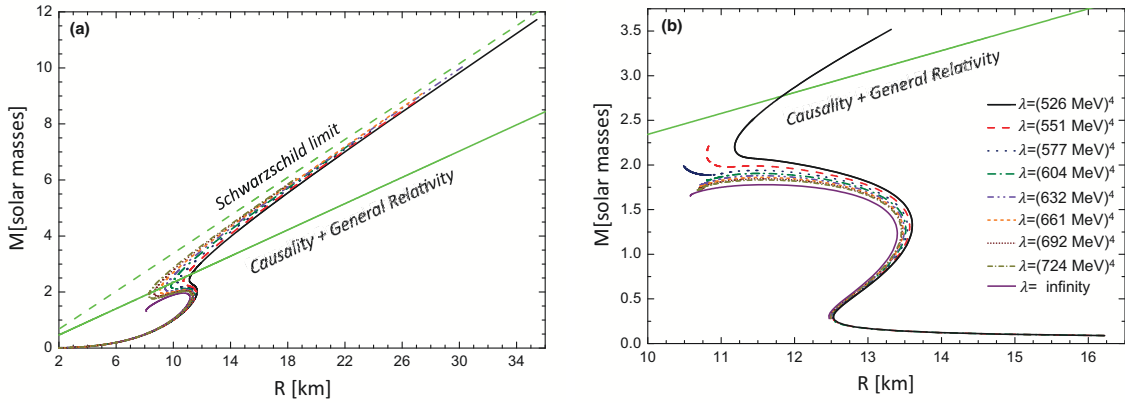 (a)
M[solar masses]
12
10
8
6
4
2
0
Schwarzschild limit
Causality + General Relativity
2
6
10
14
18
22
26
30
34
R [km]
(b)
M[solar masses]
3.5
3.0
2.5
2.0
1.5
1.0
0.5
0.0
Causality + General Relativity
λ=(526 MeV)⁴
λ=(551 MeV)⁴
λ=(577 MeV)⁴
λ=(604 MeV)⁴
λ=(632 MeV)⁴
λ=(661 MeV)⁴
λ=(692 MeV)⁴
λ=(724 MeV)⁴
λ= infinity
10
11
12
13
14
15
16
R [km]